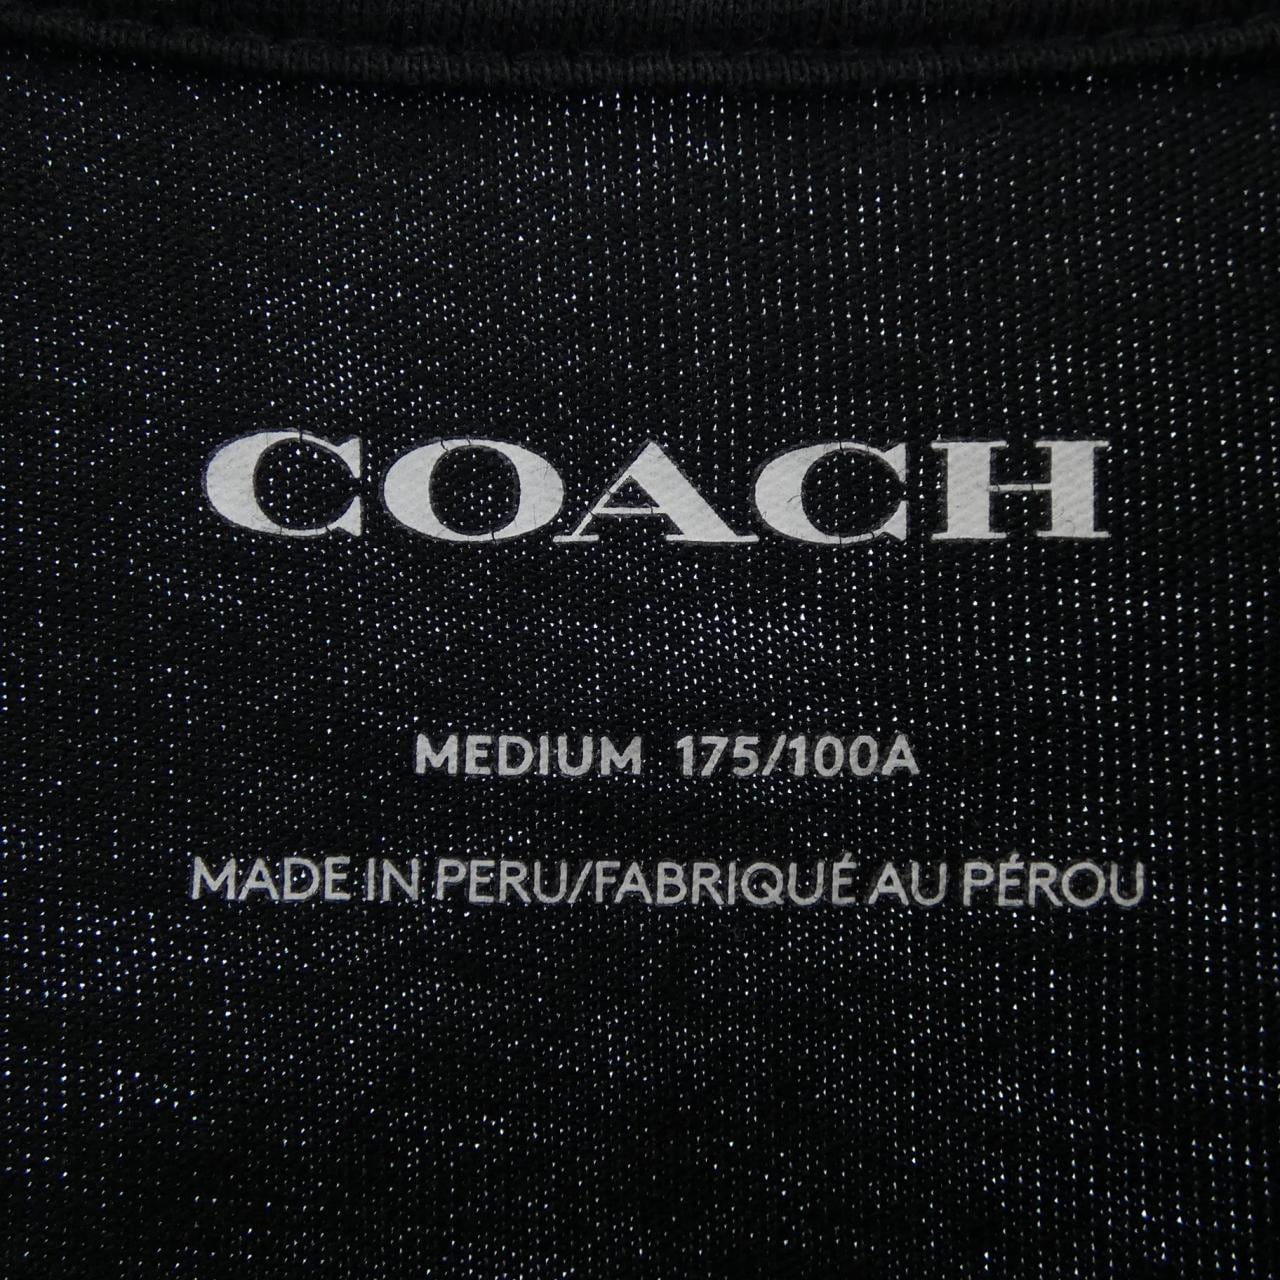 COACH
MEDIUM 175/100A
MADE IN PERU/FABRIQUÉ AU PÉROU